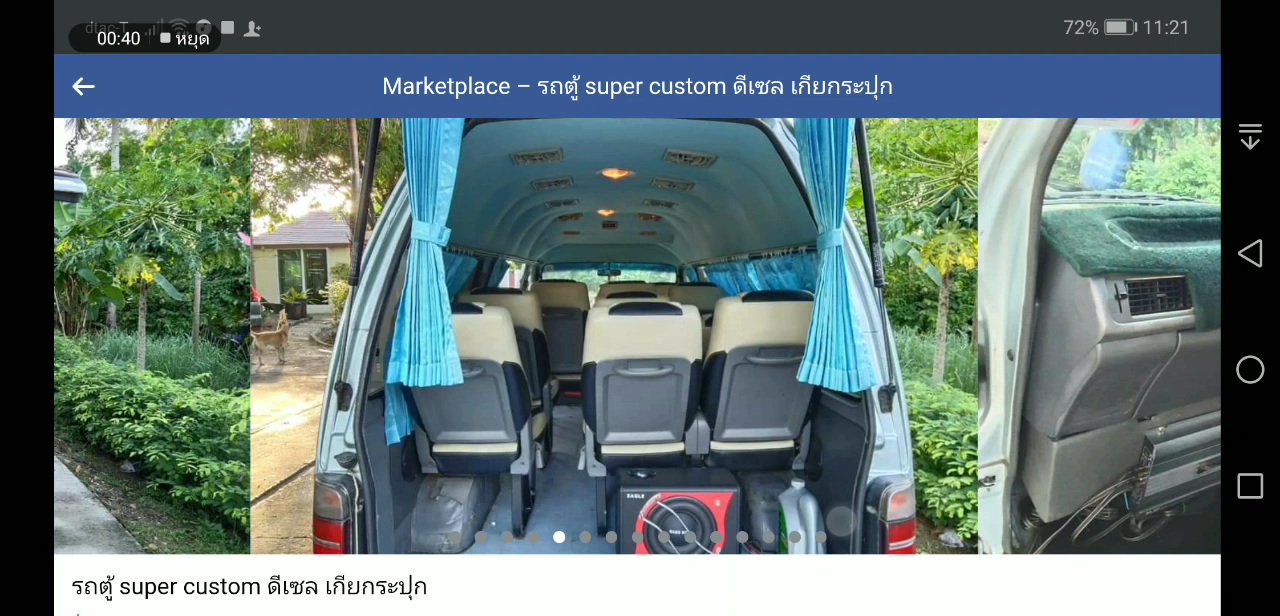 dtac-T
72% 11:21
00:40 หยุด
Marketplace – รถตู้ super custom ดีเซล เกียกระปุก
EAGLE
รถตู้ super custom ดีเซล เกียกระปุก